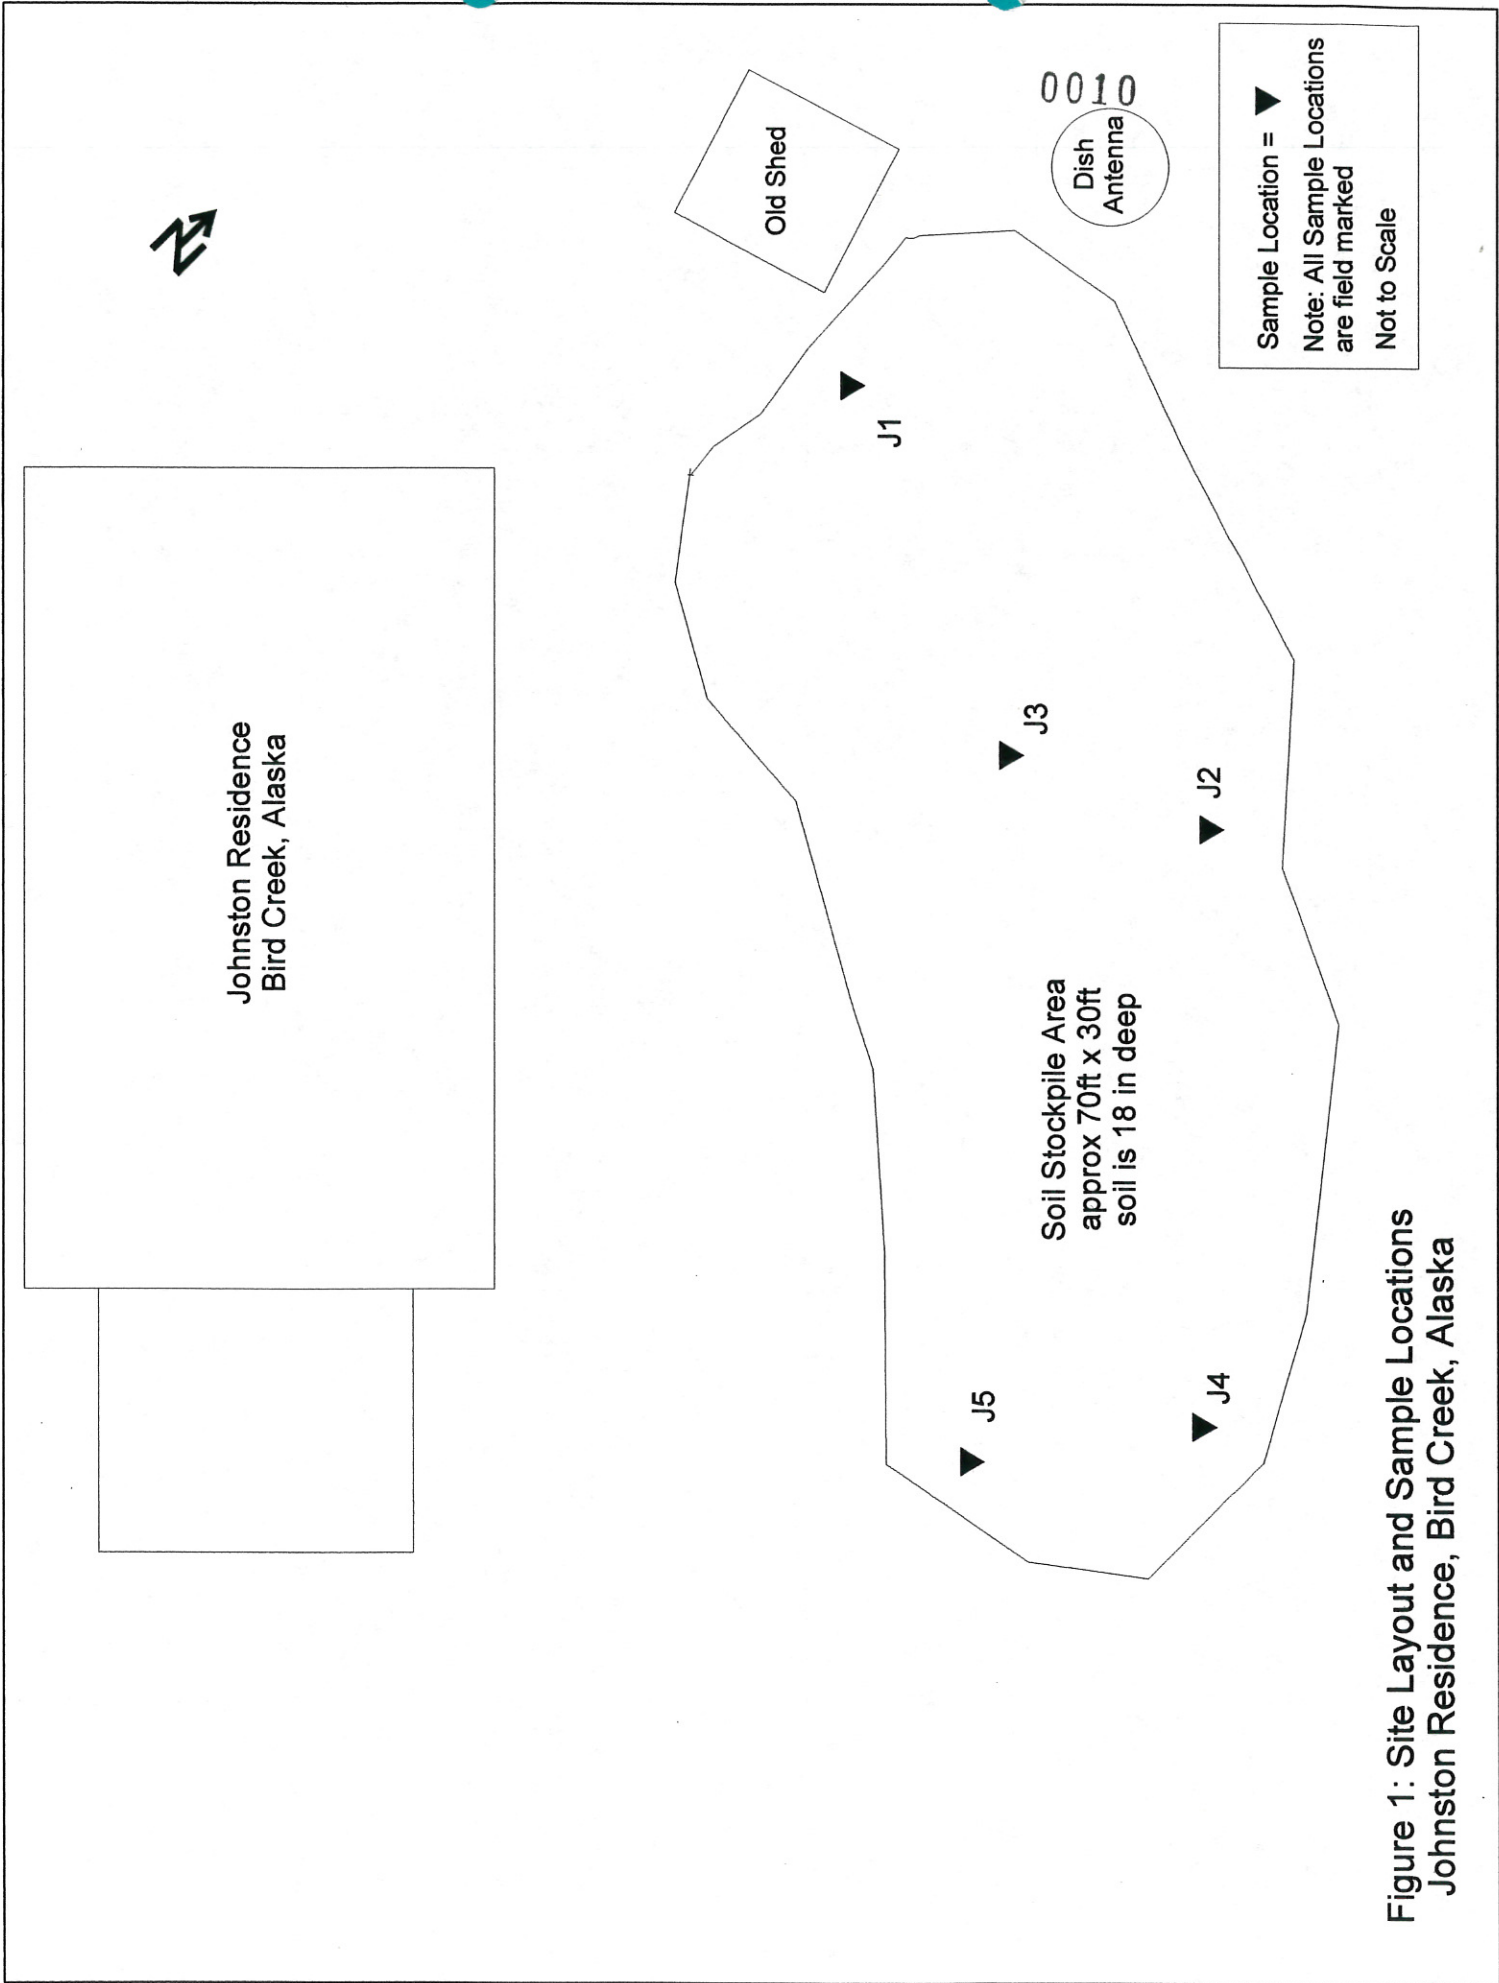 0010
N
Johnston Residence
Bird Creek, Alaska
Old Shed
Dish
Antenna
J1
J3
J2
Soil Stockpile Area
approx 70ft x 30ft
soil is 18 in deep
J5
J4
Sample Location =
Note: All Sample Locations
are field marked
Not to Scale
Figure 1: Site Layout and Sample Locations
Johnston Residence, Bird Creek, Alaska